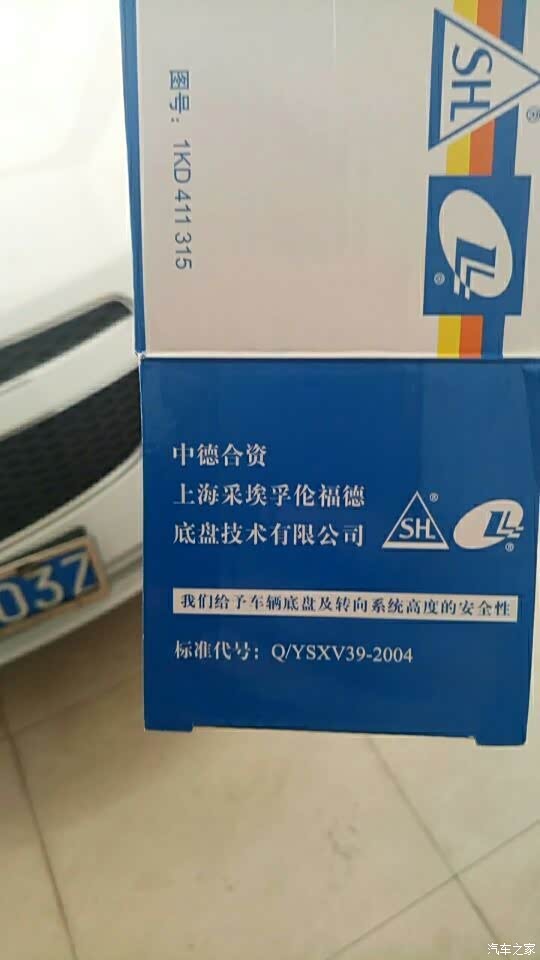 SH
®
®
图号：1KD 411 315
中德合资
上海采埃孚伦福德
底盘技术有限公司
SH
®
®
我们给予车辆底盘及转向系统高度的安全性
标准代号：Q/YSXV39-2004
03Z
汽车之家